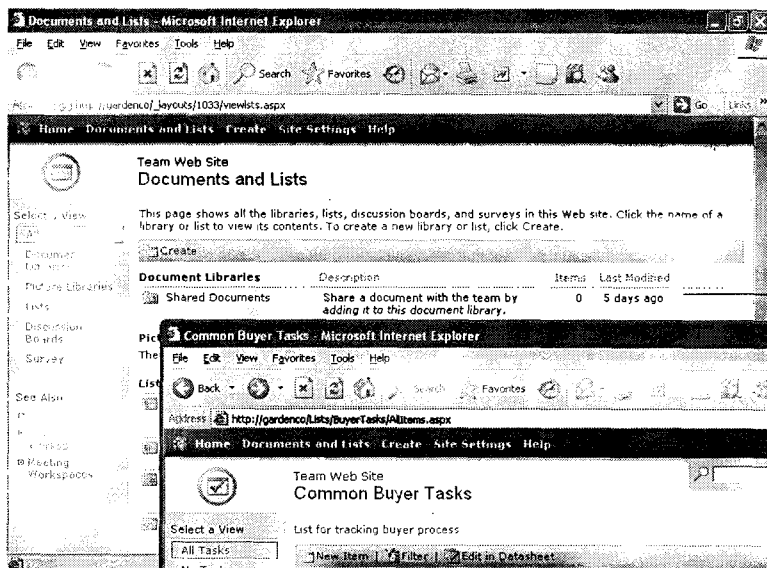 Documents and Lists - Microsoft Internet Explorer
File Edit View Favorites Tools Help
Search Favorites
gardenco/_layouts/1033/viewlsts.aspx Go Links »
Home Documents and Lists Create Site Settings Help
Team Web Site
Documents and Lists
This page shows all the libraries, lists, discussion boards, and surveys in this Web site. Click the name of a
library or list to view its contents. To create a new library or list, click Create.
Select a View
Picture Libraries
Lists
Discussion
Boards
Survey
See Also
Meeting
Workspaces
Create
Document Libraries Description Items Last Modified
Shared Documents Share a document with the team by 0 5 days ago
adding it to this document library.
Common Buyer Tasks - Microsoft Internet Explorer
File Edit View Favorites Tools Help
Back Search Favorites
Address http://gardenco/Lists/BuyerTasks/AllItems.aspx
Home Documents and Lists Create Site Settings Help
Team Web Site
Common Buyer Tasks
Select a View
All Tasks
List for tracking buyer process
New Item | Filter | Edit in Datasheet